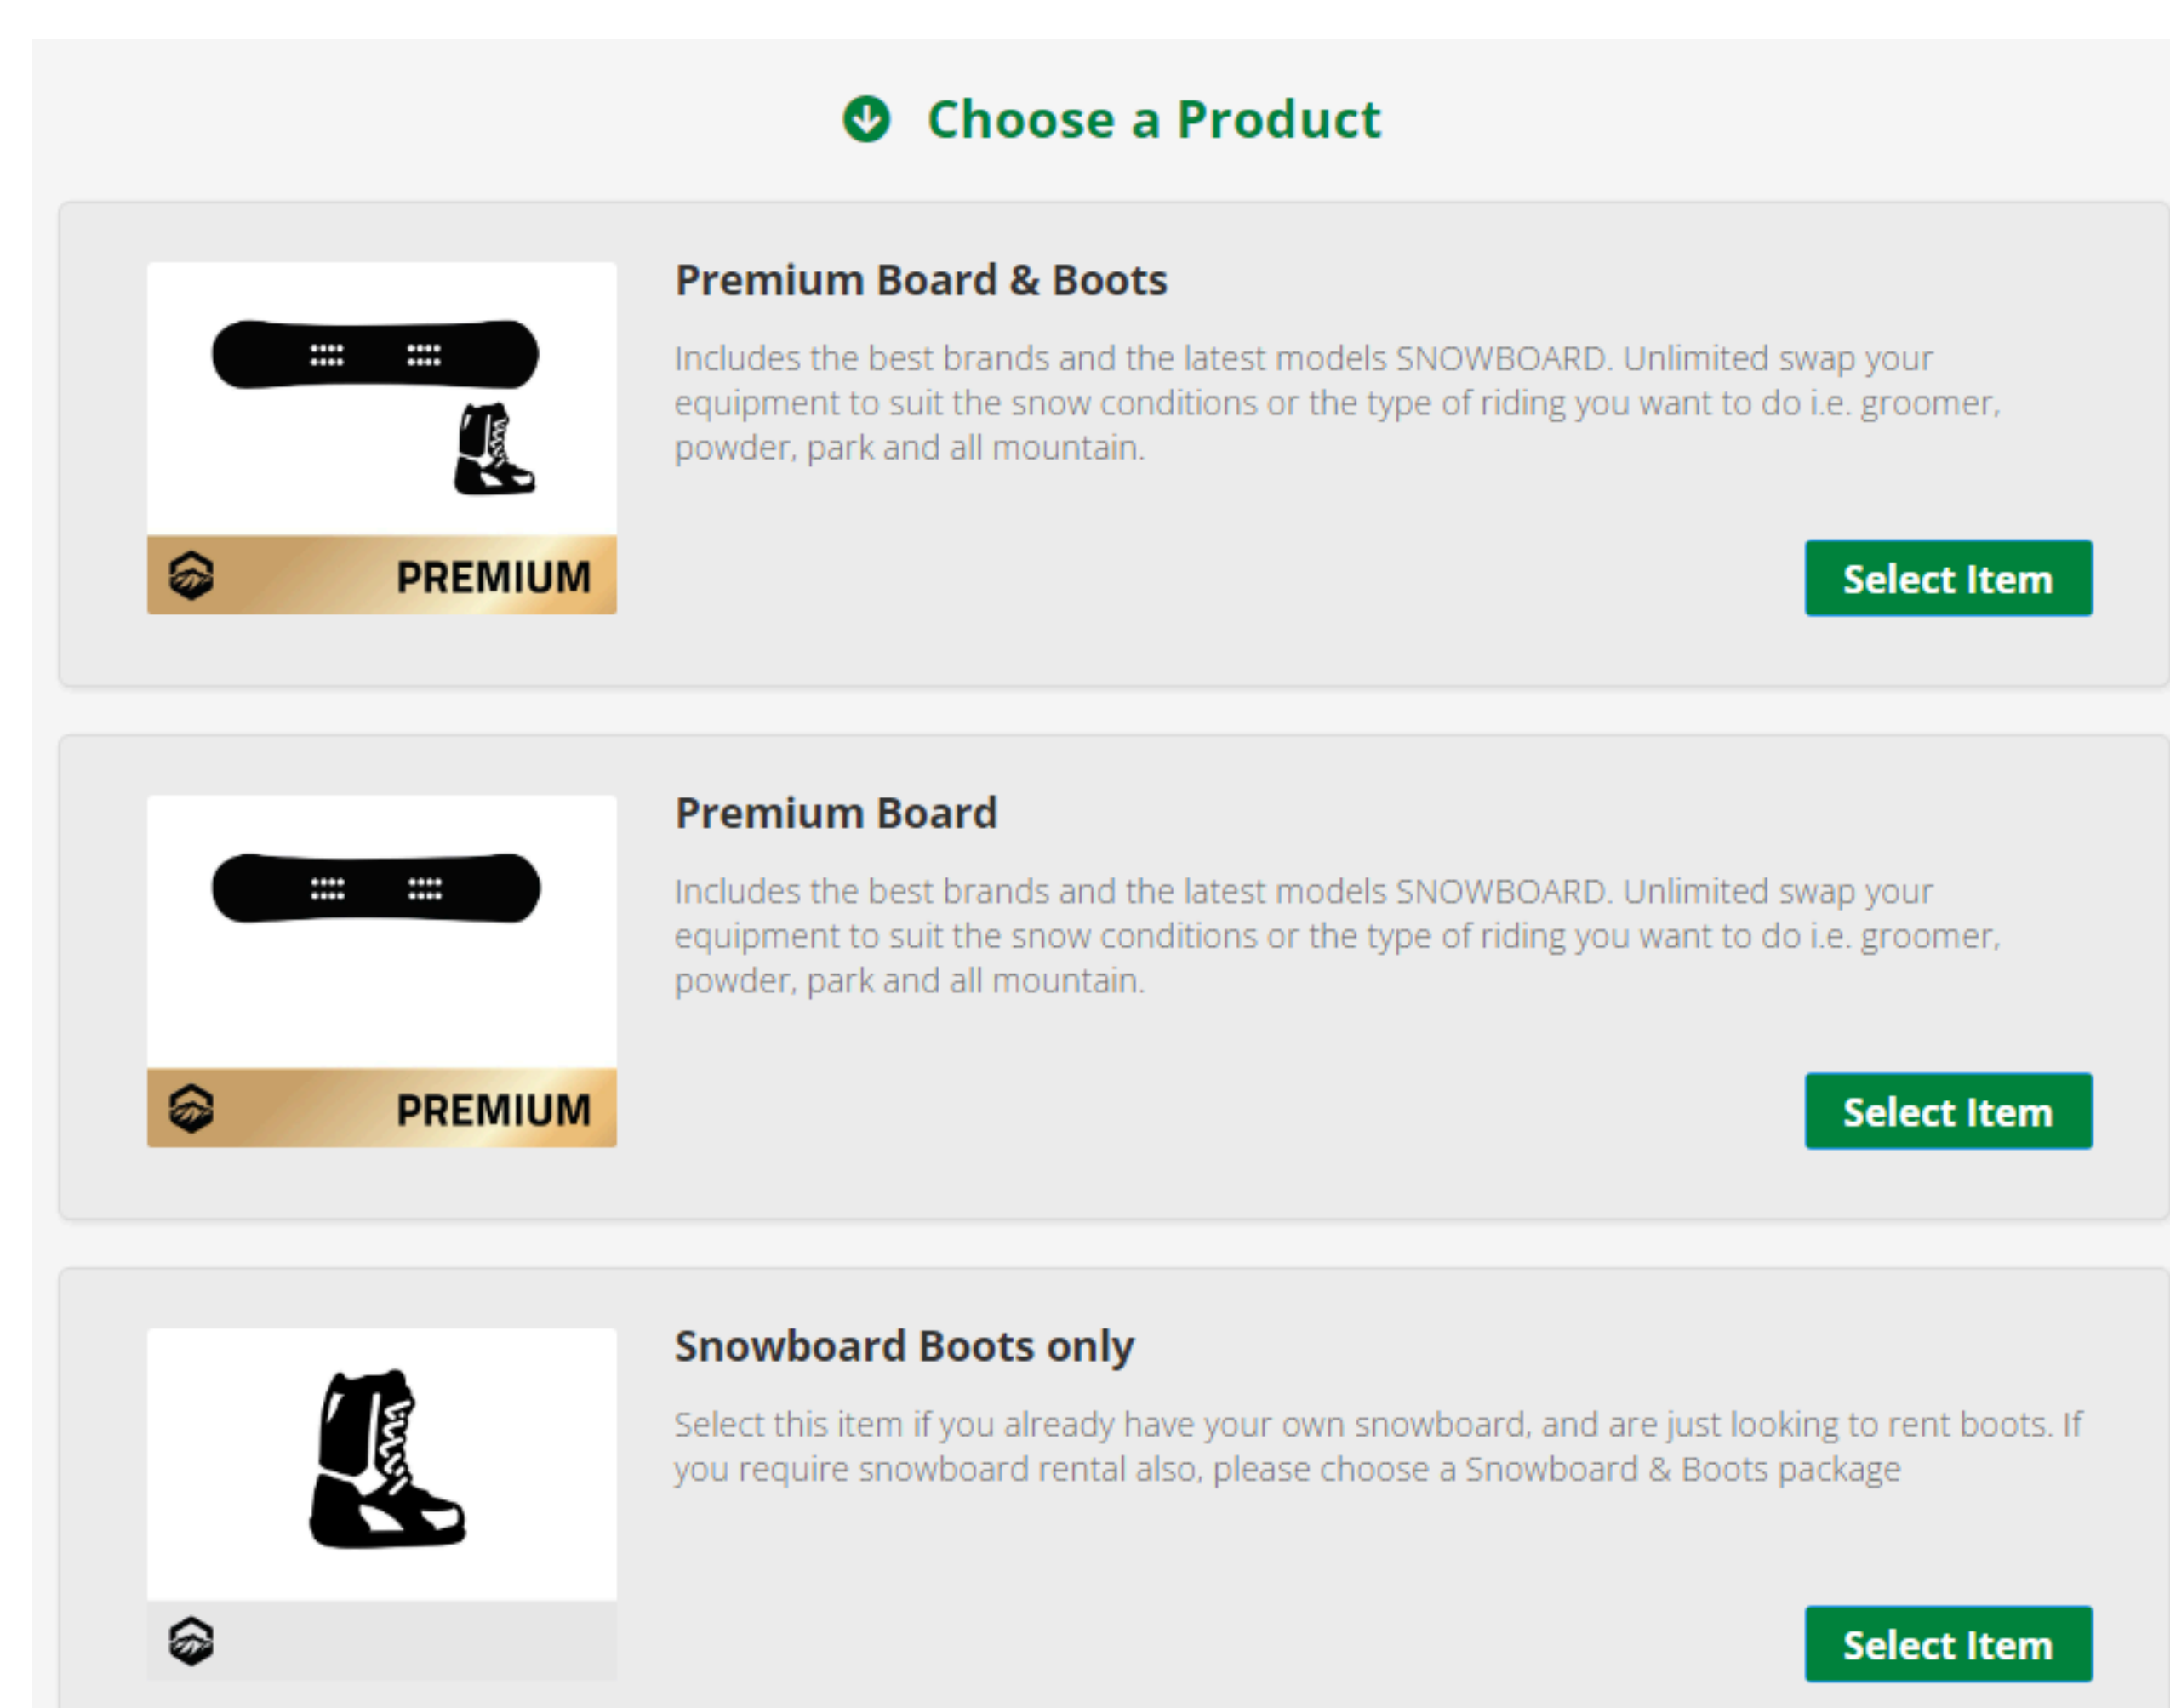 Choose a Product
Premium Board & Boots
Includes the best brands and the latest models SNOWBOARD. Unlimited swap your
equipment to suit the snow conditions or the type of riding you want to do i.e. groomer,
powder, park and all mountain.
PREMIUM
Select Item
Premium Board
Includes the best brands and the latest models SNOWBOARD. Unlimited swap your
equipment to suit the snow conditions or the type of riding you want to do i.e. groomer,
powder, park and all mountain.
PREMIUM
Select Item
Snowboard Boots only
Select this item if you already have your own snowboard, and are just looking to rent boots. If
you require snowboard rental also, please choose a Snowboard & Boots package
Select Item